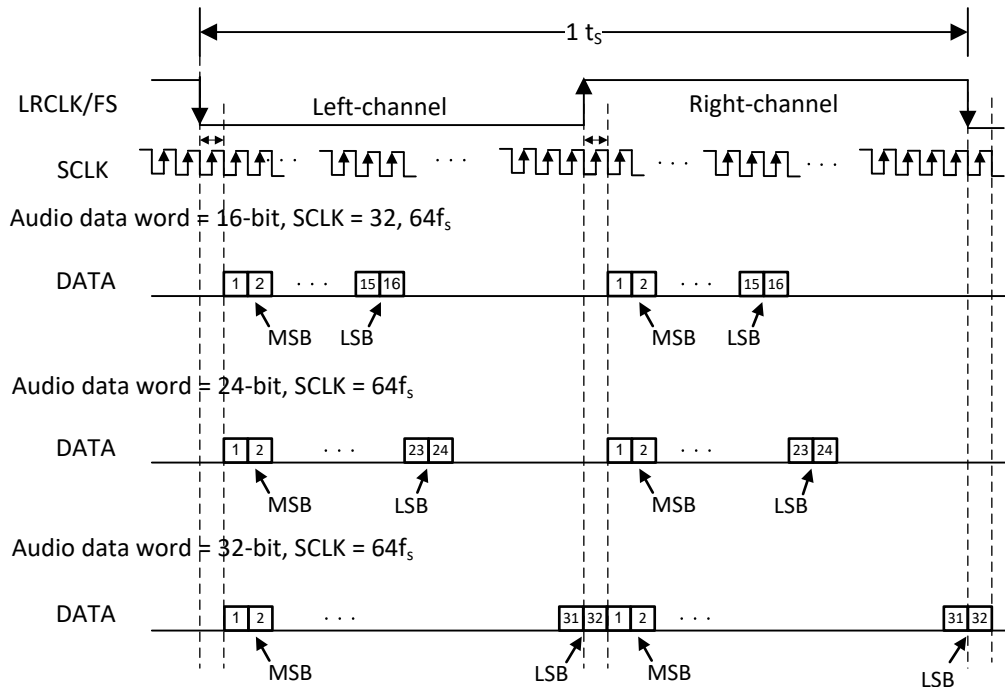 1 tₛ
LRCLK/FS Left-channel Right-channel
SCLK . . . . . . . . . . . .
Audio data word = 16-bit, SCLK = 32, 64fₛ
DATA 1 2 . . . 15 16 1 2 . . . 15 16
MSB LSB MSB LSB
Audio data word = 24-bit, SCLK = 64fₛ
DATA 1 2 . . . 23 24 1 2 . . . 23 24
MSB LSB MSB LSB
Audio data word = 32-bit, SCLK = 64fₛ
DATA 1 2 . . . 31 32 1 2 . . . 31 32
MSB LSB MSB LSB